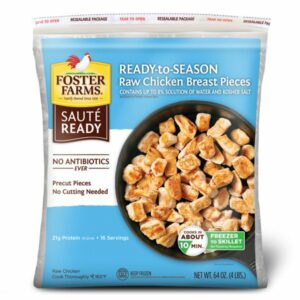 RESEALABLE PACKAGE
RESEALABLE PACKAGE
FOSTER
FARMS
SAUTÉ
READY
NO ANTIBIOTICS
EVER
Precut Pieces
No Cutting Needed
21g Protein
16 Servings
Raw Chicken
READY-to-SEASON
Raw Chicken Breast Pieces
CONTAINS UP TO 8% SOLUTION OF WATER AND KOSHER SALT
COOKS IN
ABOUT
10 MIN.
FREEZER
TO SKILLET
KEEP FROZEN
NET WT. 64 OZ. (4 LBS.)